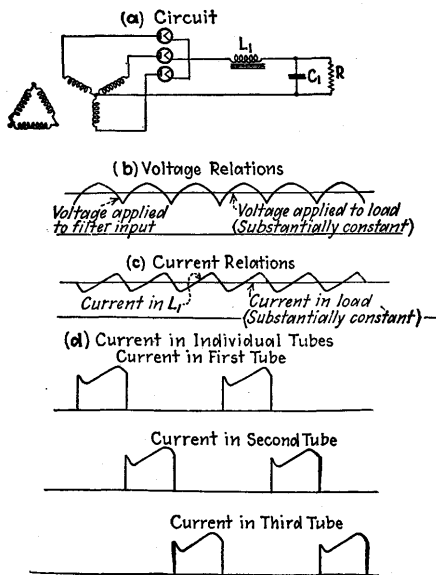 (a) Circuit
L₁
C₁
R
(b) Voltage Relations
Voltage applied
to filter input
Voltage applied to load
(Substantially constant)
(c) Current Relations
Current in L₁
Current in load
(Substantially constant)
(d) Current in Individual Tubes
Current in First Tube
Current in Second Tube
Current in Third Tube